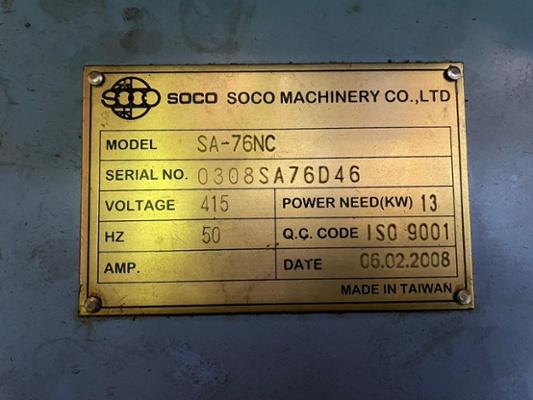 SOCO SOCO SOCO MACHINERY CO.,LTD
MODEL SA-76NC
SERIAL NO. 0308SA76D46
VOLTAGE 415 POWER NEED(KW) 13
HZ 50 Q.C. CODE ISO 9001
AMP. DATE 06.02.2008
MADE IN TAIWAN